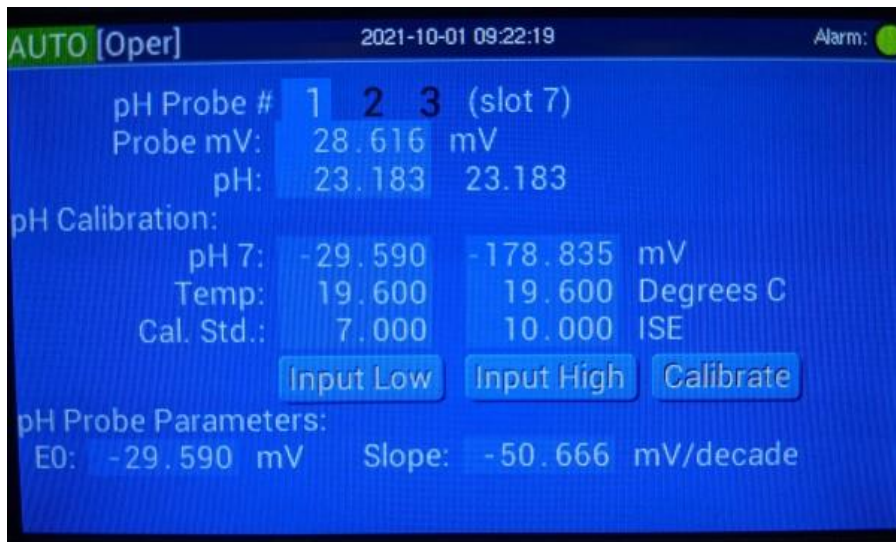 AUTO [Oper] 2021-10-01 09:22:19 Alarm:
pH Probe # 1 2 3 (slot 7)
Probe mV: 28.616 mV
pH: 23.183 23.183
pH Calibration:
pH 7: -29.590 -178.835 mV
Temp: 19.600 19.600 Degrees C
Cal. Std.: 7.000 10.000 ISE
Input Low Input High Calibrate
pH Probe Parameters:
E0: -29.590 mV Slope: -50.666 mV/decade